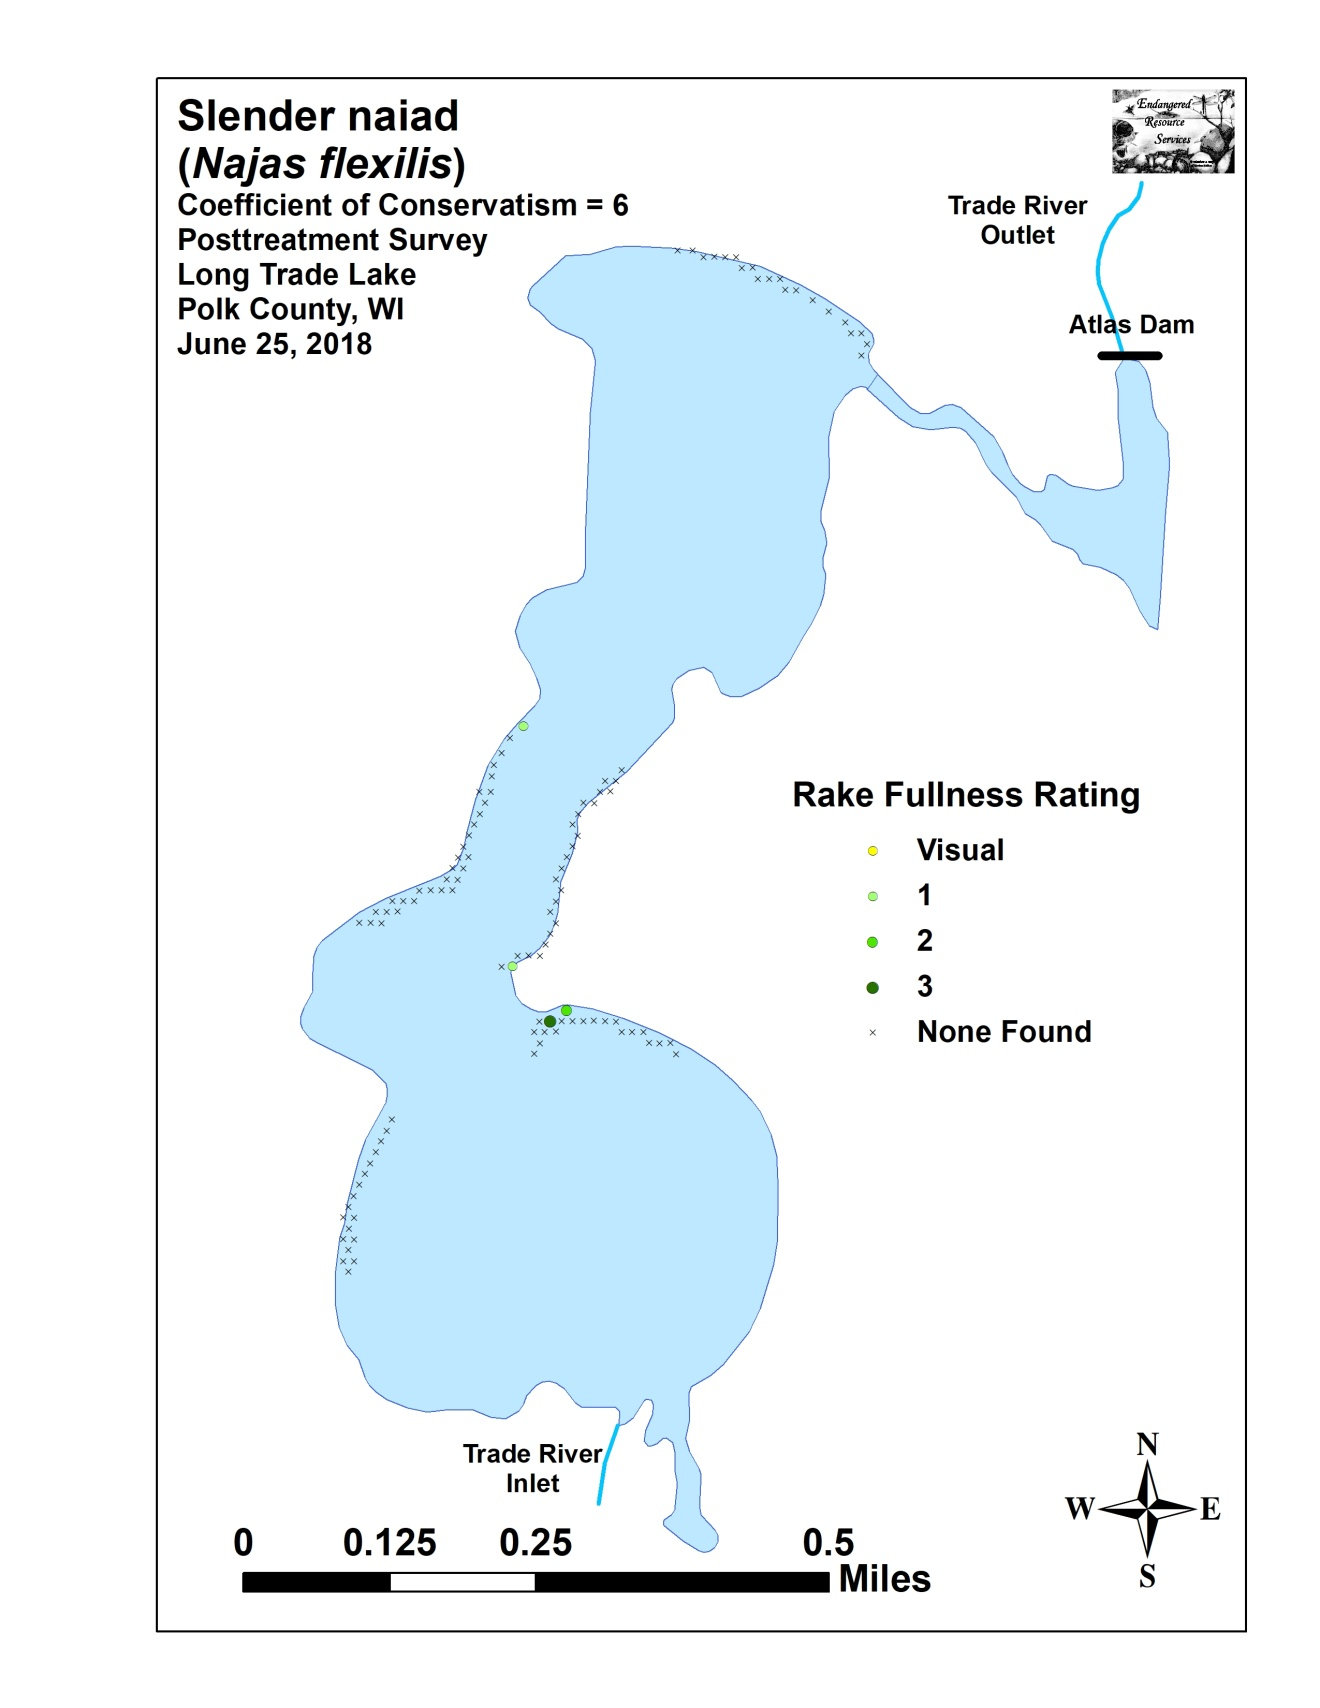 Slender naiad
(Najas flexilis)
Coefficient of Conservatism = 6
Posttreatment Survey
Long Trade Lake
Polk County, WI
June 25, 2018
Endangered
Resource
Services
Trade River
Outlet
Atlas Dam
Rake Fullness Rating
Visual
1
2
3
None Found
Trade River
Inlet
N
W E
S
0 0.125 0.25 0.5
Miles